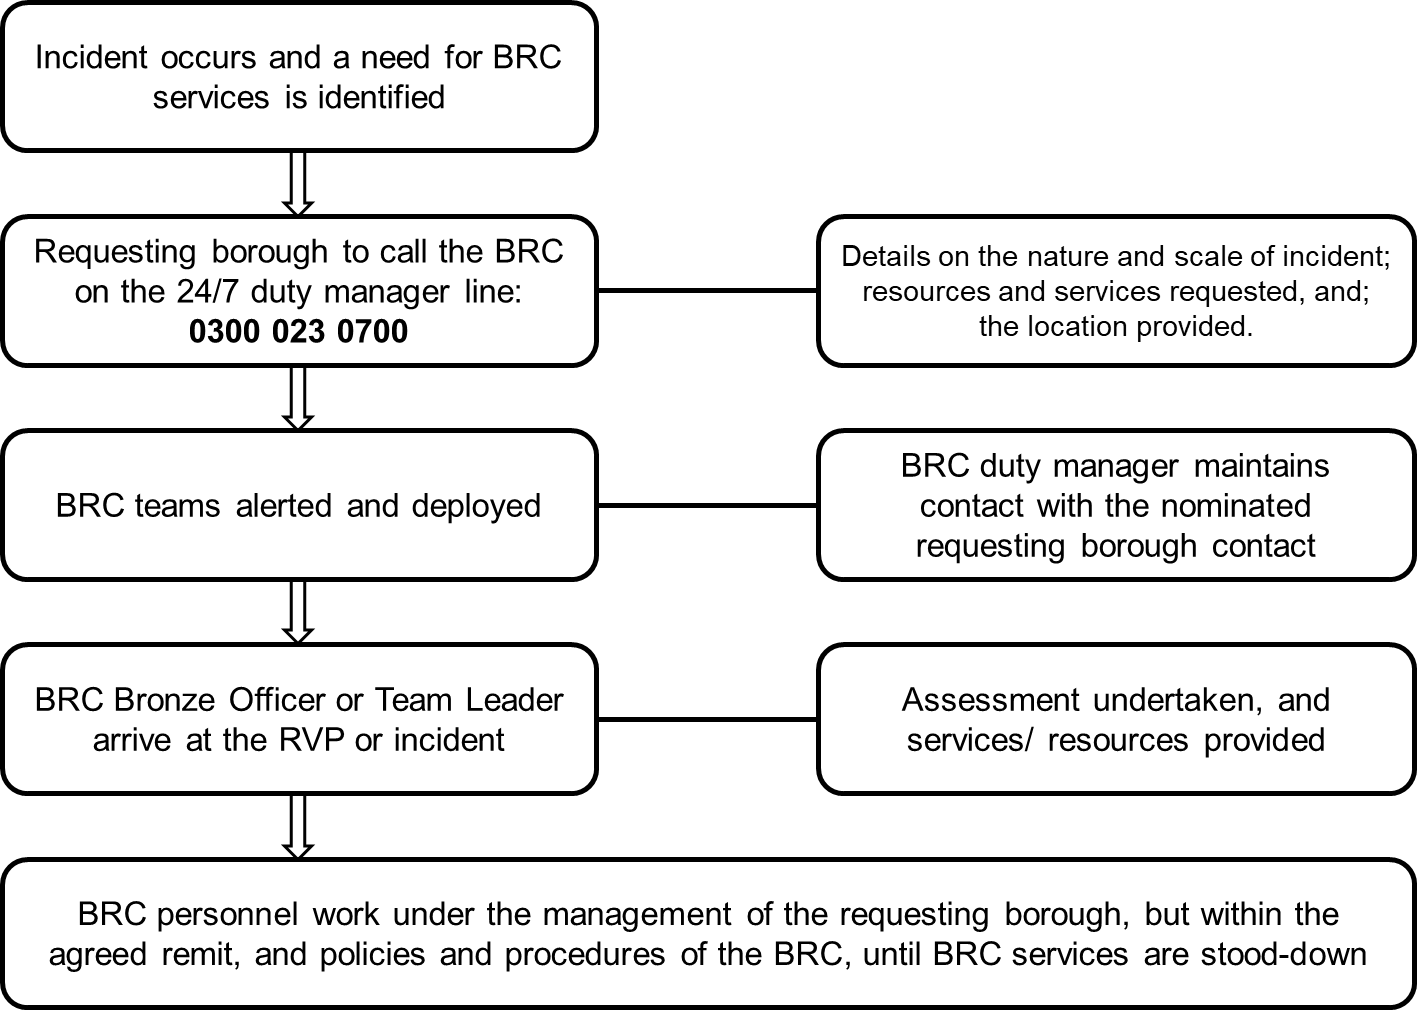 Incident occurs and a need for BRC
services is identified
Requesting borough to call the BRC
on the 24/7 duty manager line:
0300 023 0700
Details on the nature and scale of incident;
resources and services requested, and;
the location provided.
BRC teams alerted and deployed
BRC duty manager maintains
contact with the nominated
requesting borough contact
BRC Bronze Officer or Team Leader
arrive at the RVP or incident
Assessment undertaken, and
services/ resources provided
BRC personnel work under the management of the requesting borough, but within the
agreed remit, and policies and procedures of the BRC, until BRC services are stood-down